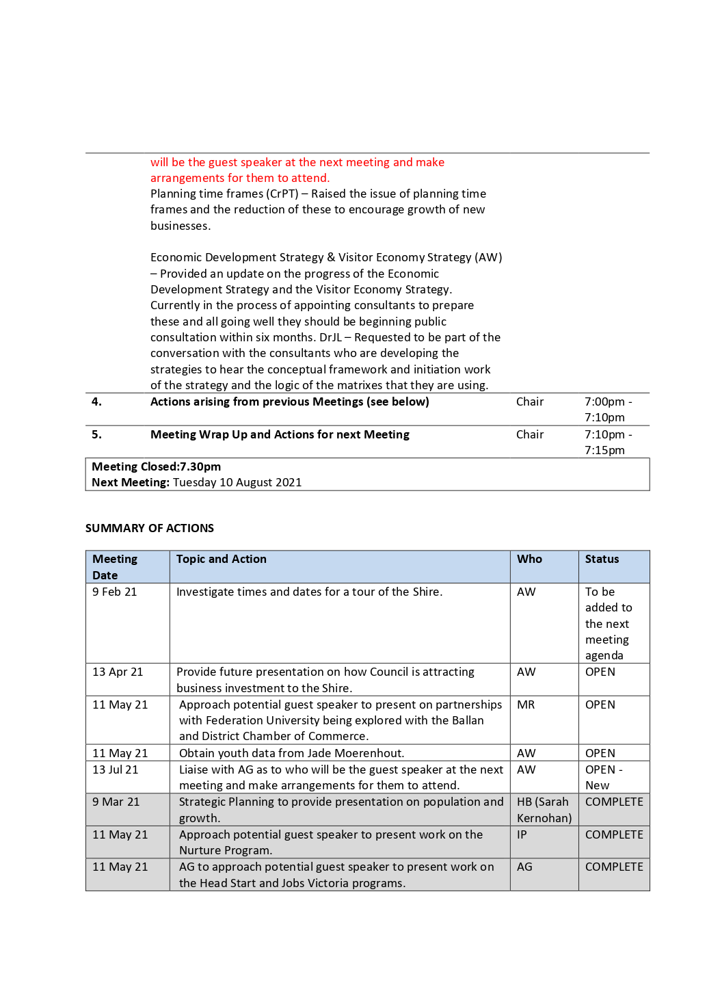 will be the guest speaker at the next meeting and make
arrangements for them to attend.
Planning time frames (CrPT) – Raised the issue of planning time
frames and the reduction of these to encourage growth of new
businesses.
Economic Development Strategy & Visitor Economy Strategy (AW)
– Provided an update on the progress of the Economic
Development Strategy and the Visitor Economy Strategy.
Currently in the process of appointing consultants to prepare
these and all going well they should be beginning public
consultation within six months. DrJL – Requested to be part of the
conversation with the consultants who are developing the
strategies to hear the conceptual framework and initiation work
of the strategy and the logic of the matrixes that they are using.
4. Actions arising from previous Meetings (see below) Chair 7:00pm -
7:10pm
5. Meeting Wrap Up and Actions for next Meeting Chair 7:10pm -
7:15pm
Meeting Closed:7.30pm
Next Meeting: Tuesday 10 August 2021
SUMMARY OF ACTIONS
Meeting Topic and Action Who Status
Date
9 Feb 21 Investigate times and dates for a tour of the Shire. AW To be
added to
the next
meeting
agenda
13 Apr 21 Provide future presentation on how Council is attracting AW OPEN
business investment to the Shire.
11 May 21 Approach potential guest speaker to present on partnerships MR OPEN
with Federation University being explored with the Ballan
and District Chamber of Commerce.
11 May 21 Obtain youth data from Jade Moerenhout. AW OPEN
13 Jul 21 Liaise with AG as to who will be the guest speaker at the next AW OPEN -
meeting and make arrangements for them to attend. New
9 Mar 21 Strategic Planning to provide presentation on population and HB (Sarah COMPLETE
growth. Kernohan)
11 May 21 Approach potential guest speaker to present work on the IP COMPLETE
Nurture Program.
11 May 21 AG to approach potential guest speaker to present work on AG COMPLETE
the Head Start and Jobs Victoria programs.